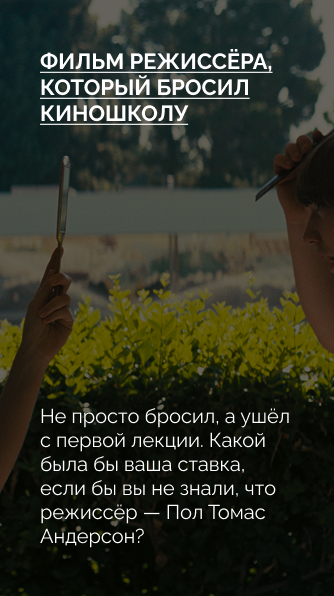 ФИЛЬМ РЕЖИССЁРА,
КОТОРЫЙ БРОСИЛ
КИНОШКОЛУ
Не просто бросил, а ушёл
с первой лекции. Какой
была бы ваша ставка,
если бы вы не знали, что
режиссёр — Пол Томас
Андерсон?